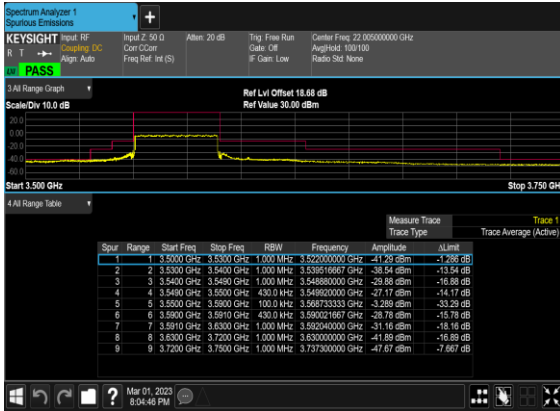 Spectrum Analyzer 1
Spurious Emissions
+
KEYSIGHT Input: RF Input Z: 50 Ω Atten: 20 dB Trig: Free Run Center Freq: 22.005000000 GHz
R T Coupling: DC Corr CCorr Gate: Off Avg|Hold: 100/100
Align: Auto Freq Ref: Int (S) IF Gain: Low Radio Std: None
PASS
3 All Range Graph
Ref Lvl Offset 18.68 dB
Scale/Div 10.0 dB Ref Value 30.00 dBm
20.0
0.00
-20.0
-40.0
-60.0
Start 3.500 GHz Stop 3.750 GH
4 All Range Table
Measure Trace Trace 1
Trace Type Trace Average (Active)
Spur Range Start Freq Stop Freq RBW Frequency Amplitude ΔLimit
1 1 3.5000 GHz 3.5300 GHz 1.000 MHz 3.522000000 GHz -41.29 dBm -1.286 dB
2 2 3.5300 GHz 3.5400 GHz 1.000 MHz 3.539516667 GHz -38.54 dBm -13.54 dB
3 3 3.5400 GHz 3.5490 GHz 1.000 MHz 3.548880000 GHz -29.88 dBm -16.88 dB
4 4 3.5490 GHz 3.5500 GHz 430.0 kHz 3.549920000 GHz -27.17 dBm -14.17 dB
5 5 3.5500 GHz 3.5900 GHz 100.0 kHz 3.568733333 GHz -3.289 dBm -33.29 dB
6 6 3.5900 GHz 3.5910 GHz 430.0 kHz 3.590021667 GHz -28.78 dBm -15.78 dB
7 7 3.5910 GHz 3.6300 GHz 1.000 MHz 3.592040000 GHz -31.16 dBm -18.16 dB
8 8 3.6300 GHz 3.7200 GHz 1.000 MHz 3.630000000 GHz -41.89 dBm -16.89 dB
9 9 3.7200 GHz 3.7500 GHz 1.000 MHz 3.737300000 GHz -47.67 dBm -7.667 dB
? Mar 01, 2023
8:04:46 PM